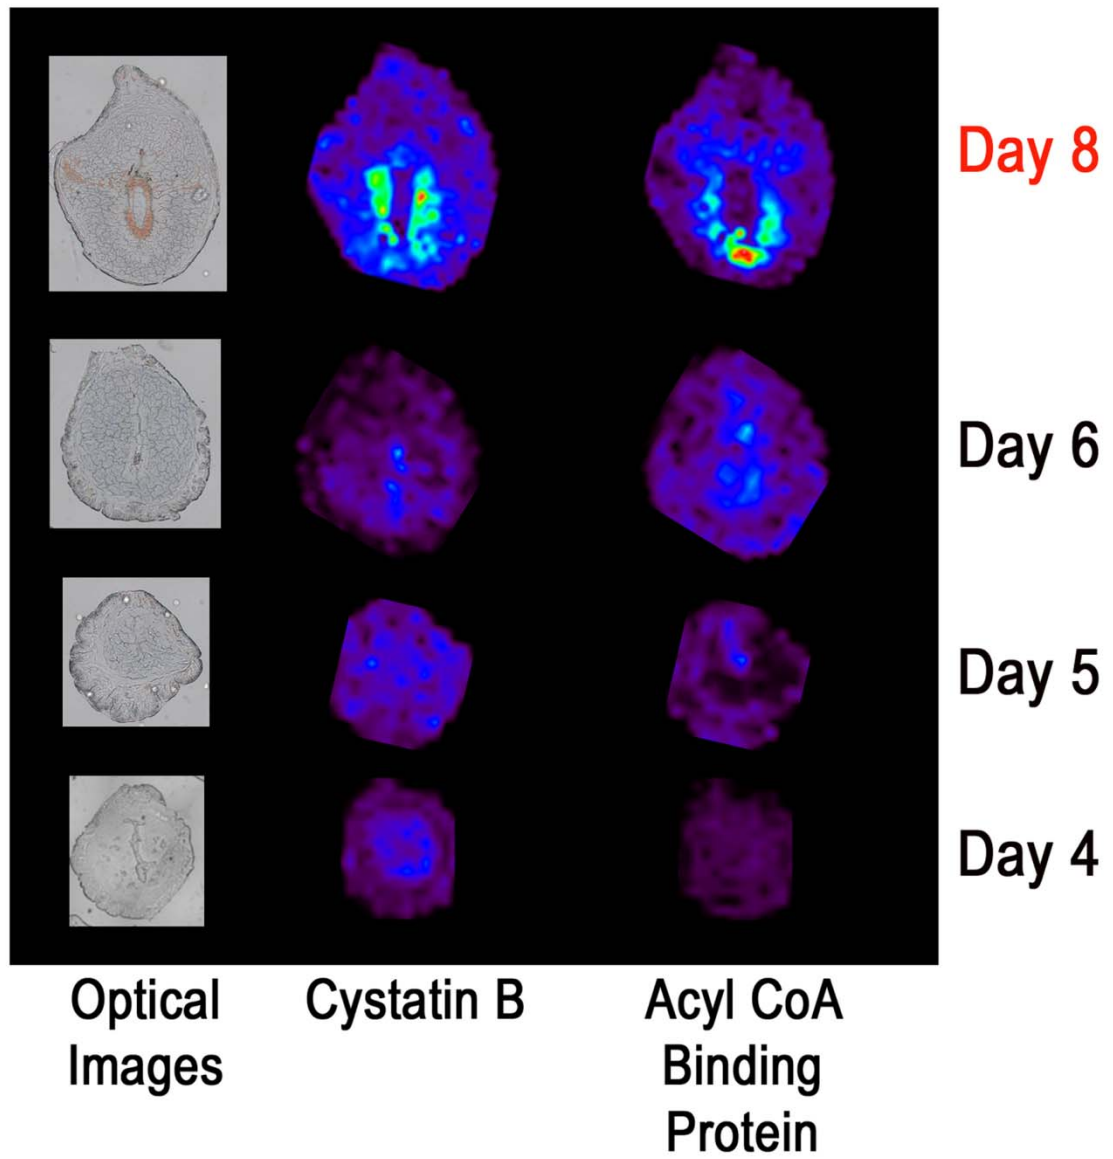 Day 8
Day 6
Day 5
Day 4
Optical
Images
Cystatin B
Acyl CoA
Binding
Protein